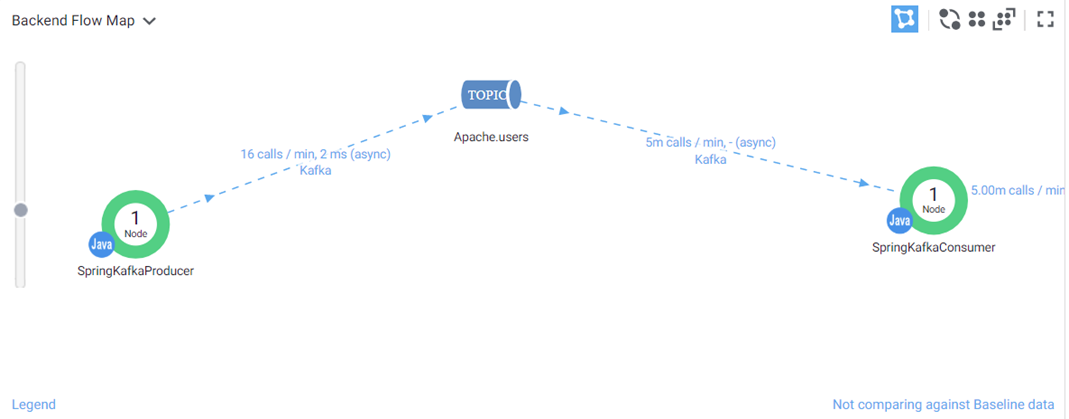 Backend Flow Map
TOPIC
Apache.users
16 calls / min, 2 ms (async)
Kafka
5m calls / min, - (async)
Kafka
1
Node
Java
SpringKafkaProducer
1
Node
Java
SpringKafkaConsumer
5.00m calls / min
Legend
Not comparing against Baseline data